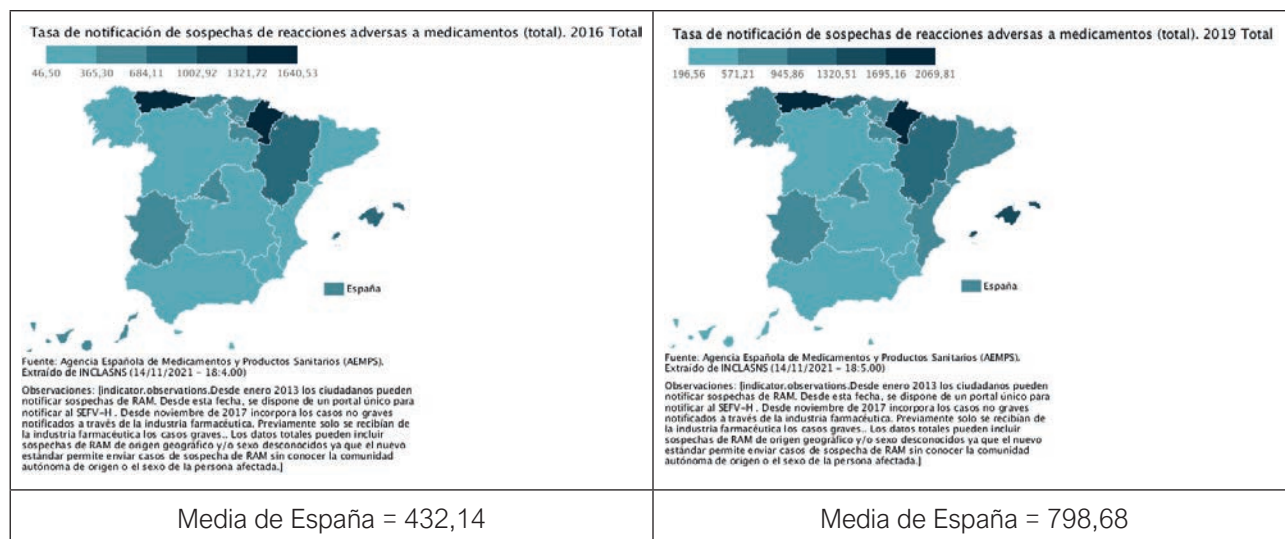 Tasa de notificación de sospechas de reacciones adversas a medicamentos (total). 2016 Total
46,50 365,30 684,11 1002,92 1321,72 1640,53
España
Fuente: Agencia Española de Medicamentos y Productos Sanitarios (AEMPS).
Extraído de INCLASNS (14/11/2021 - 18:4.00)
Observaciones: [indicator.observations.Desde enero 2013 los ciudadanos pueden
notificar sospechas de RAM. Desde esta fecha, se dispone de un portal único para
notificar al SEFV-H . Desde noviembre de 2017 incorpora los casos no graves
notificados a través de la industria farmacéutica. Previamente solo se recibían de
la industria farmacéutica los casos graves.. Los datos totales pueden incluir
sospechas de RAM de origen geográfico y/o sexo desconocidos ya que el nuevo
estándar permite enviar casos de sospecha de RAM sin conocer la comunidad
autónoma de origen o el sexo de la persona afectada.]
Media de España = 432,14
Tasa de notificación de sospechas de reacciones adversas a medicamentos (total). 2019 Total
196,56 571,21 945,86 1320,51 1695,16 2069,81
España
Fuente: Agencia Española de Medicamentos y Productos Sanitarios (AEMPS).
Extraído de INCLASNS (14/11/2021 - 18:5.00)
Observaciones: [indicator.observations.Desde enero 2013 los ciudadanos pueden
notificar sospechas de RAM. Desde esta fecha, se dispone de un portal único para
notificar al SEFV-H . Desde noviembre de 2017 incorpora los casos no graves
notificados a través de la industria farmacéutica. Previamente solo se recibían de
la industria farmacéutica los casos graves.. Los datos totales pueden incluir
sospechas de RAM de origen geográfico y/o sexo desconocidos ya que el nuevo
estándar permite enviar casos de sospecha de RAM sin conocer la comunidad
autónoma de origen o el sexo de la persona afectada.]
Media de España = 798,68